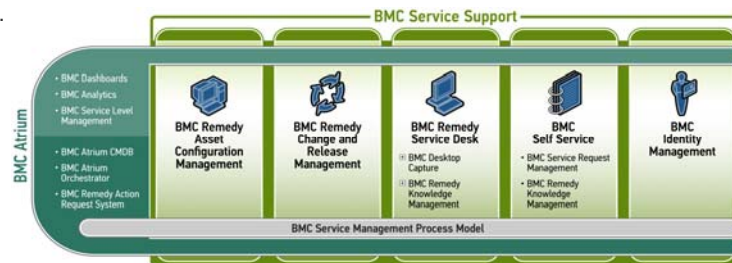 .
BMC Service Support
BMC Atrium
• BMC Dashboards
• BMC Analytics
• BMC Service Level
Management
• BMC Atrium CMDB
• BMC Atrium
Orchestrator
• BMC Remedy Action
Request System
BMC Remedy
Asset
Configuration
Management
BMC Remedy
Change and
Release
Management
BMC Remedy
Service Desk
⊞ BMC Desktop
Capture
⊞ BMC Remedy
Knowledge
Management
BMC
Self Service
• BMC Service Request
Management
• BMC Remedy
Knowledge
Management
BMC
Identity
Management
BMC Service Management Process Model